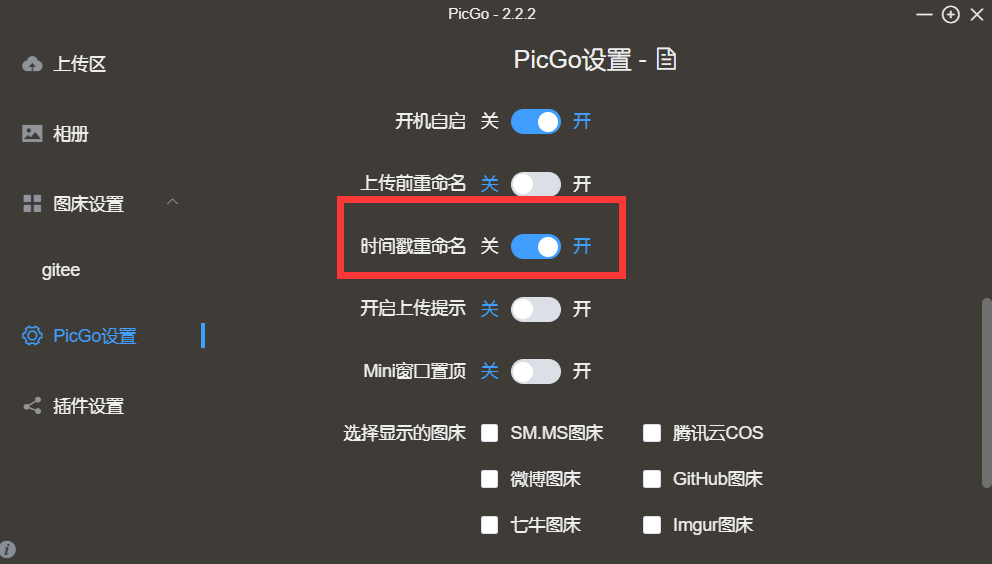 PicGo - 2.2.2
上传区
相册
图床设置
gitee
PicGo设置
插件设置
PicGo设置 -
开机自启 关 开
上传前重命名 关 开
时间戳重命名 关 开
开启上传提示 关 开
Mini窗口置顶 关 开
选择显示的图床 SM.MS图床 腾讯云COS
微博图床 GitHub图床
七牛图床 Imgur图床